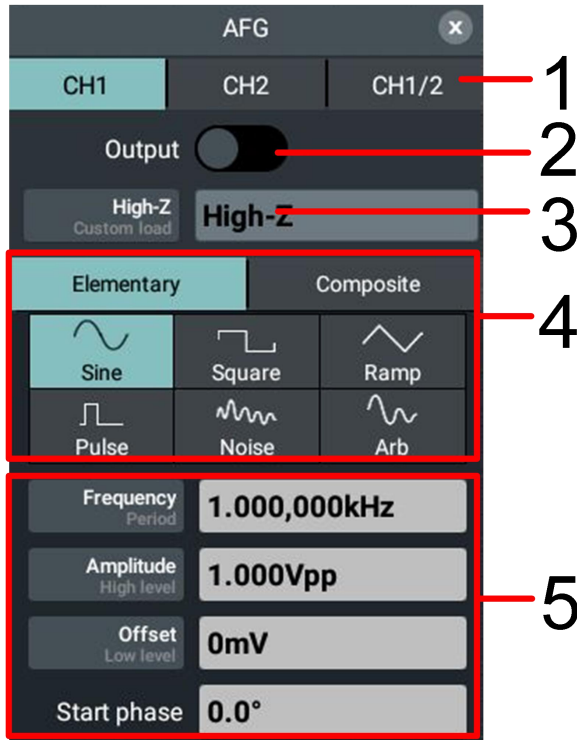 AFG x
CH1 CH2 CH1/2 1
Output 2
High-Z
Custom load
High-Z 3
Elementary Composite
4
Sine Square Ramp
Pulse Noise Arb
Frequency
Period
1.000,000kHz
Amplitude
High level
1.000Vpp
5
Offset
Low level
0mV
Start phase 0.0°